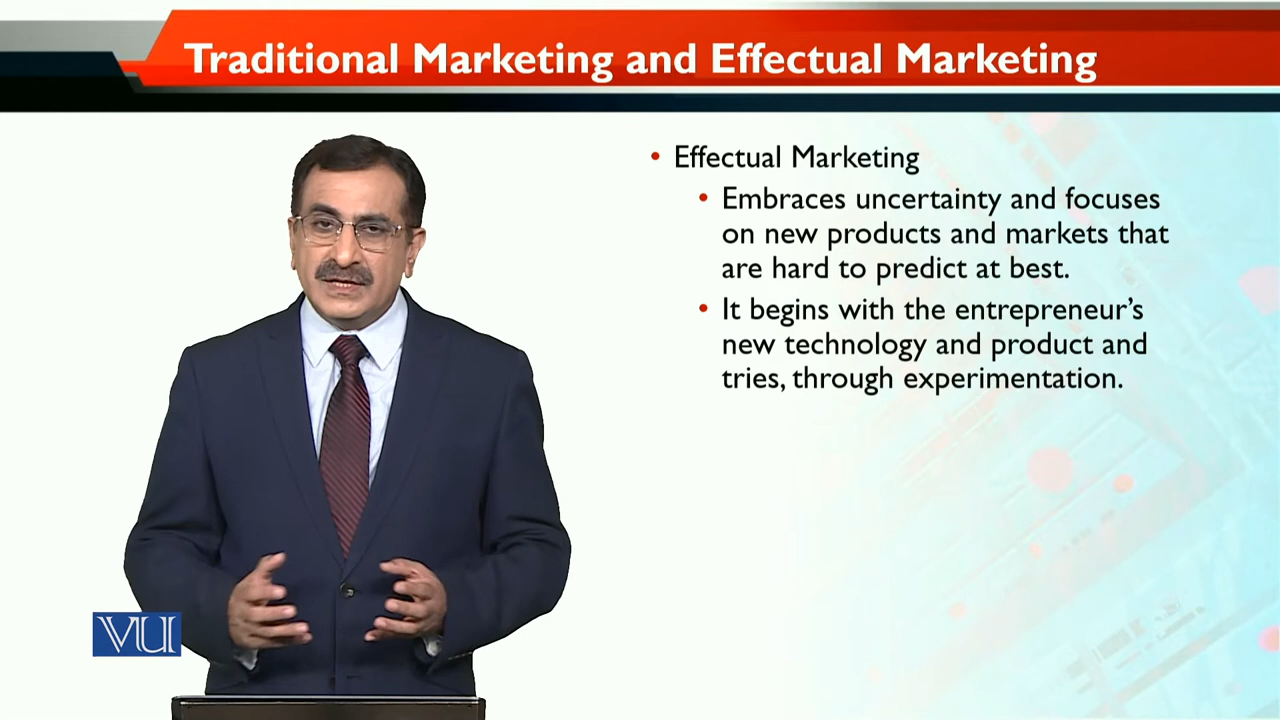 Traditional Marketing and Effectual Marketing
• Effectual Marketing
• Embraces uncertainty and focuses
on new products and markets that
are hard to predict at best.
• It begins with the entrepreneur’s
new technology and product and
tries, through experimentation.
VU